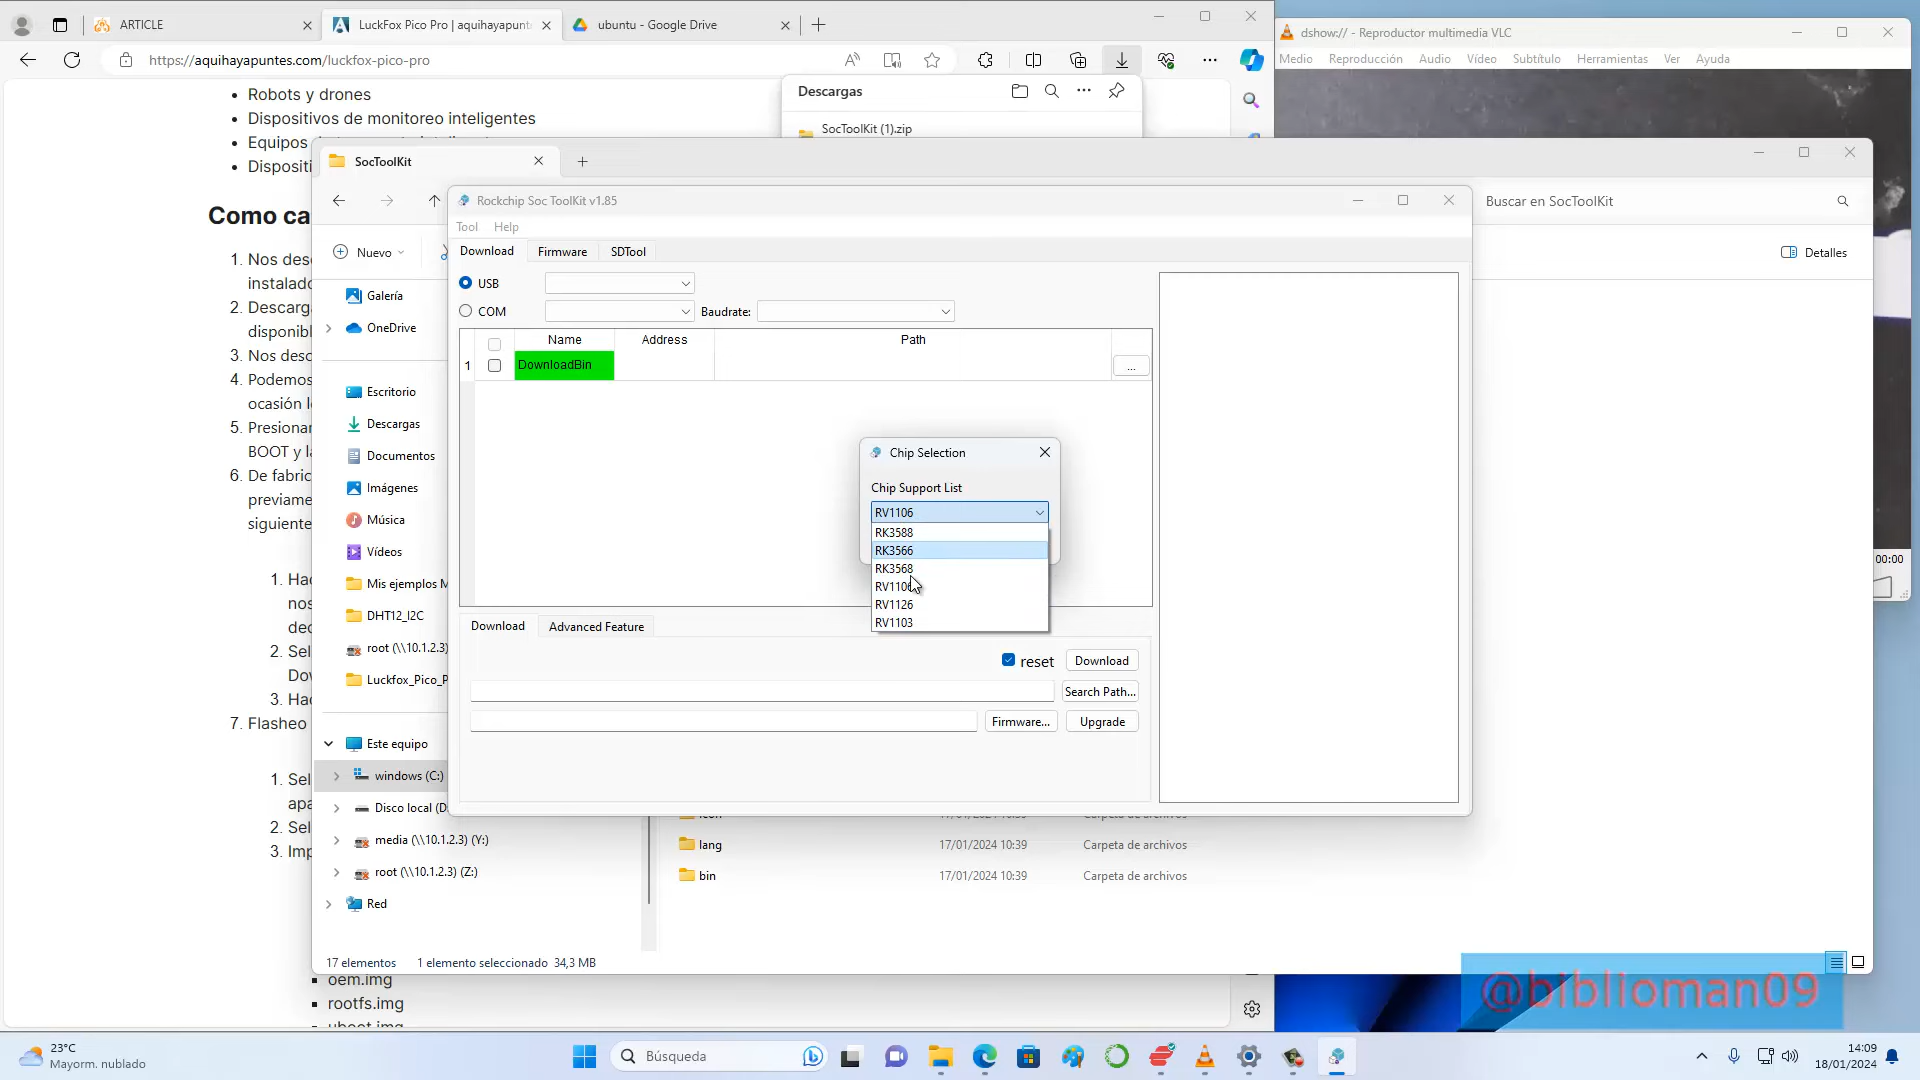 ARTICLE
LuckFox Pico Pro | aquihayapunt
ubuntu - Google Drive
https://aquihayapuntes.com/luckfox-pico-pro
Robots y drones
Dispositivos de monitoreo inteligentes
Equipos
Dispositi
Como ca
1. Nos des
instalado
2. Descarg
disponibl
3. Nos desc
4. Podemos
ocasión l
5. Presionar
BOOT y la
6. De fabric
previame
siguiente
1. Hac
nos
dec
2. Sel
Dov
3. Hac
7. Flasheo
1. Sel
apa
2. Sel
3. Imp
oem.img
rootfs.img
uboot.img
Descargas
SocToolKit (1).zip
dshow:// - Reproductor multimedia VLC
Medio Reproducción Audio Vídeo Subtítulo Herramientas Ver Ayuda
00:00
SocToolKit
Buscar en SocToolKit
Nuevo
Detalles
Galería
OneDrive
Escritorio
Descargas
Documentos
Imágenes
Música
Vídeos
Mis ejemplos M
DHT12_I2C
root (\\10.1.2.3)
Luckfox_Pico_P
Este equipo
windows (C:)
Disco local (D
media (\\10.1.2.3) (Y:)
root (\\10.1.2.3) (Z:)
Red
lang 17/01/2024 10:39 Carpeta de archivos
bin 17/01/2024 10:39 Carpeta de archivos
17 elementos 1 elemento seleccionado 34,3 MB
Rockchip Soc ToolKit v1.85
Tool Help
Download Firmware SDTool
USB
COM Baudrate:
Name Address Path
1 DownloadBin ...
Chip Selection
Chip Support List
RV1106
RK3588
RK3566
RK3568
RV1106
RV1126
RV1103
Download Advanced Feature
reset Download
Search Path...
Firmware... Upgrade
@biblioman09
23°C
Mayorm. nublado
Búsqueda
14:09
18/01/2024